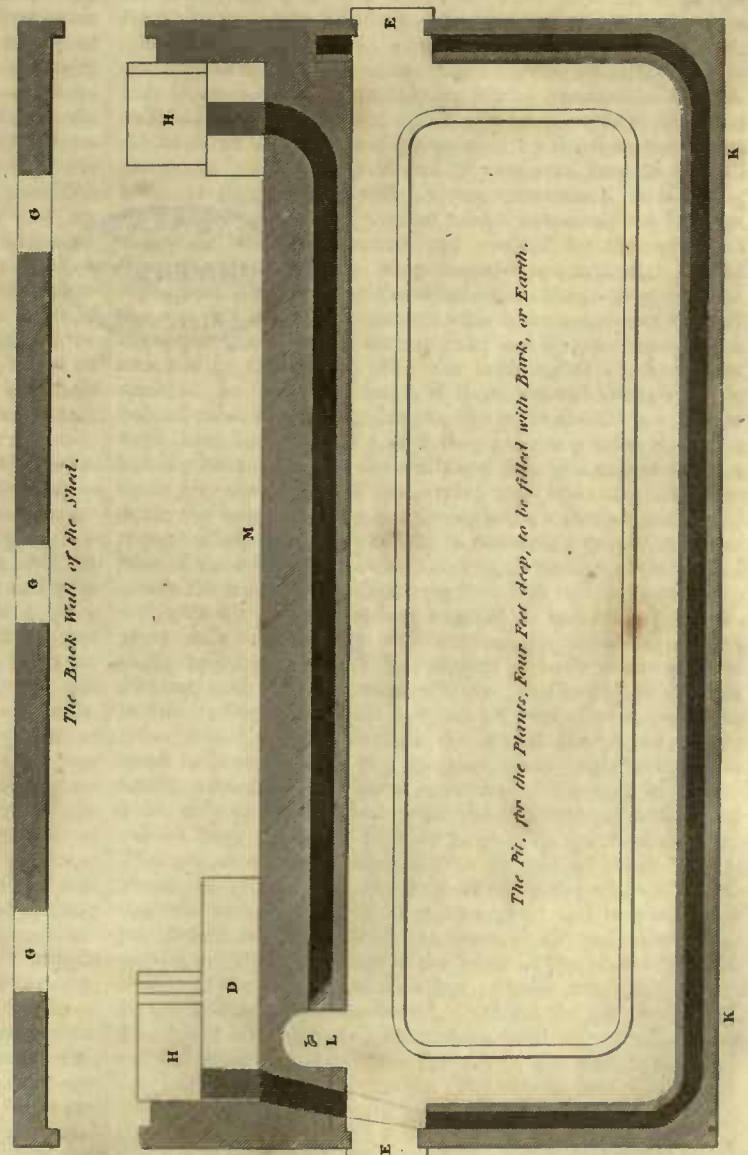 G
G
G
The Back Wall of the Shed.
H
H
D
M
L
E
E
The Pit, for the Plants, Four Feet deep, to be filled with Bark, or Earth.
K
K